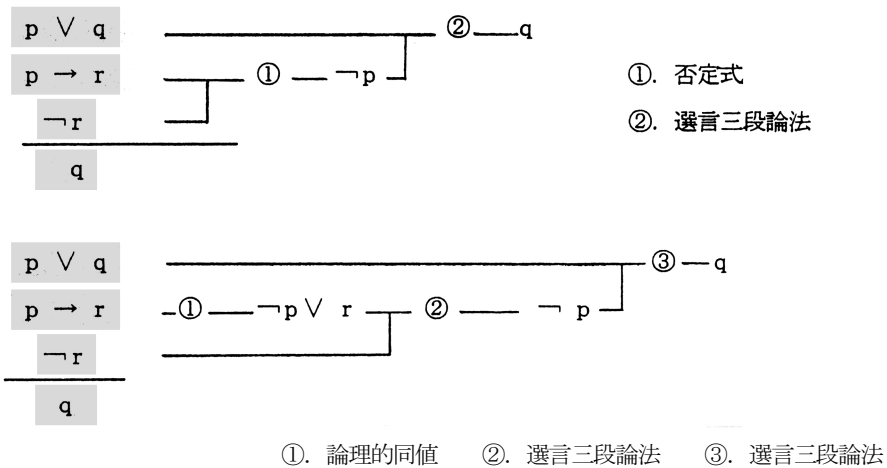 p ∨ q ② q
p → r ① ¬p ①. 否定式
¬r ②. 選言三段論法
q
p ∨ q ③ q
p → r ① ¬p ∨ r ② ¬ p
¬r
q
①. 論理的同値 ②. 選言三段論法 ③. 選言三段論法